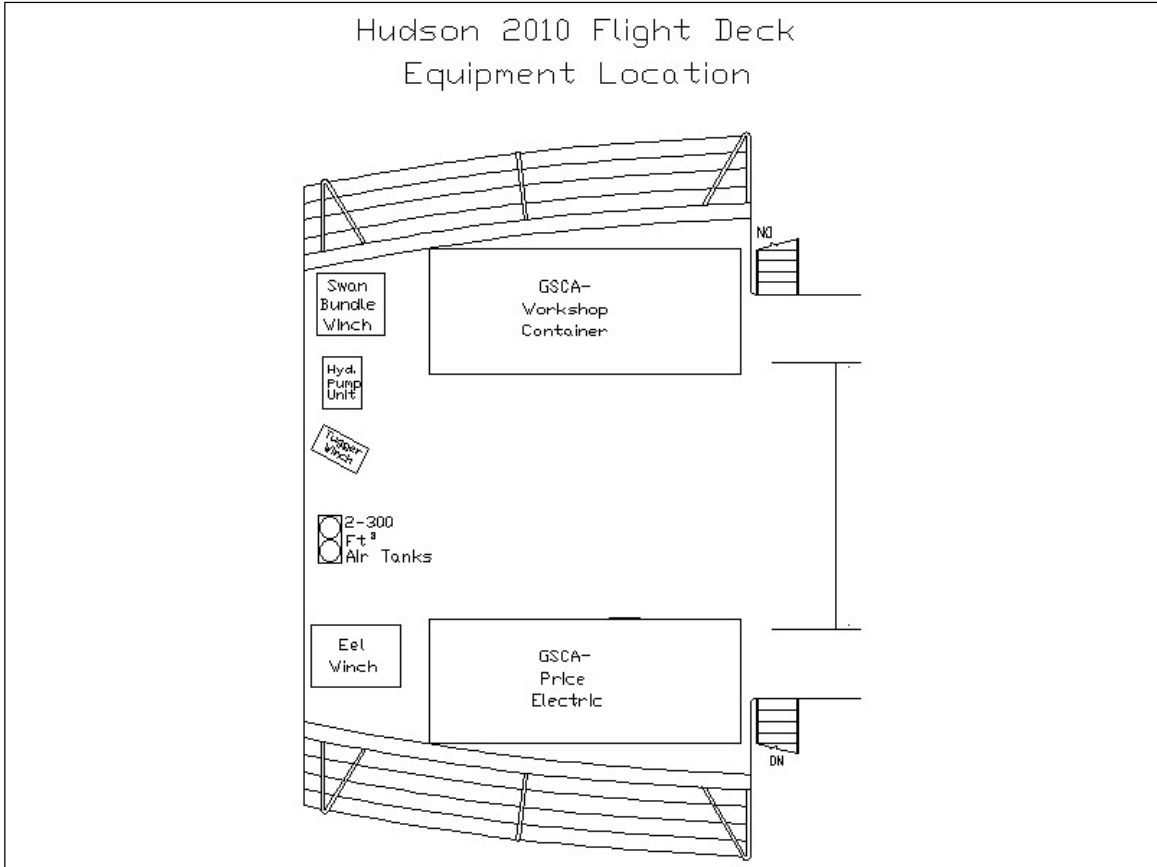 Hudson 2010 Flight Deck
Equipment Location
DN
Swan
Bundle
Winch
GSCA-
Workshop
Container
Hyd.
Pump
Unit
Tugger
Winch
2-300
Ft³
Air Tanks
Eel
Winch
GSCA-
Price
Electric
DN